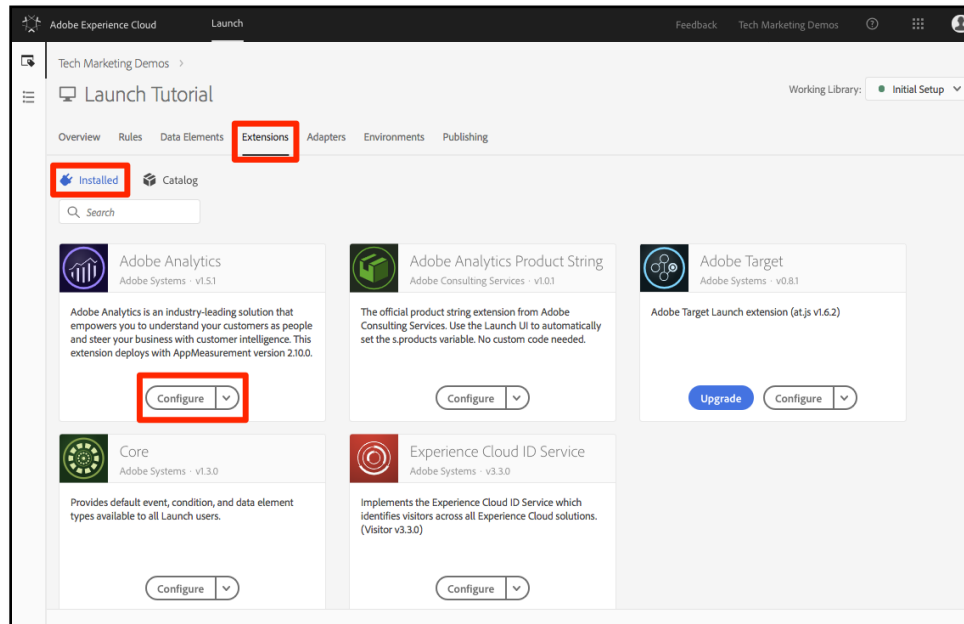 Adobe Experience Cloud Launch Feedback Tech Marketing Demos
Tech Marketing Demos >
Launch Tutorial
Working Library: Initial Setup
Overview Rules Data Elements Extensions Adapters Environments Publishing
Installed Catalog
Search
Adobe Analytics
Adobe Systems · v1.5.1
Adobe Analytics is an industry-leading solution that
empowers you to understand your customers as people
and steer your business with customer intelligence. This
extension deploys with AppMeasurement version 2.10.0.
Configure
Adobe Analytics Product String
Adobe Consulting Services · v1.0.1
The official product string extension from Adobe
Consulting Services. Use the Launch UI to automatically
set the s.products variable. No custom code needed.
Configure
Adobe Target
Adobe Systems · v0.8.1
Adobe Target Launch extension (at.js v1.6.2)
Upgrade Configure
Core
Adobe Systems · v1.3.0
Provides default event, condition, and data element
types available to all Launch users.
Configure
Experience Cloud ID Service
Adobe Systems · v3.3.0
Implements the Experience Cloud ID Service which
identifies visitors across all Experience Cloud solutions.
(Visitor v3.3.0)
Configure